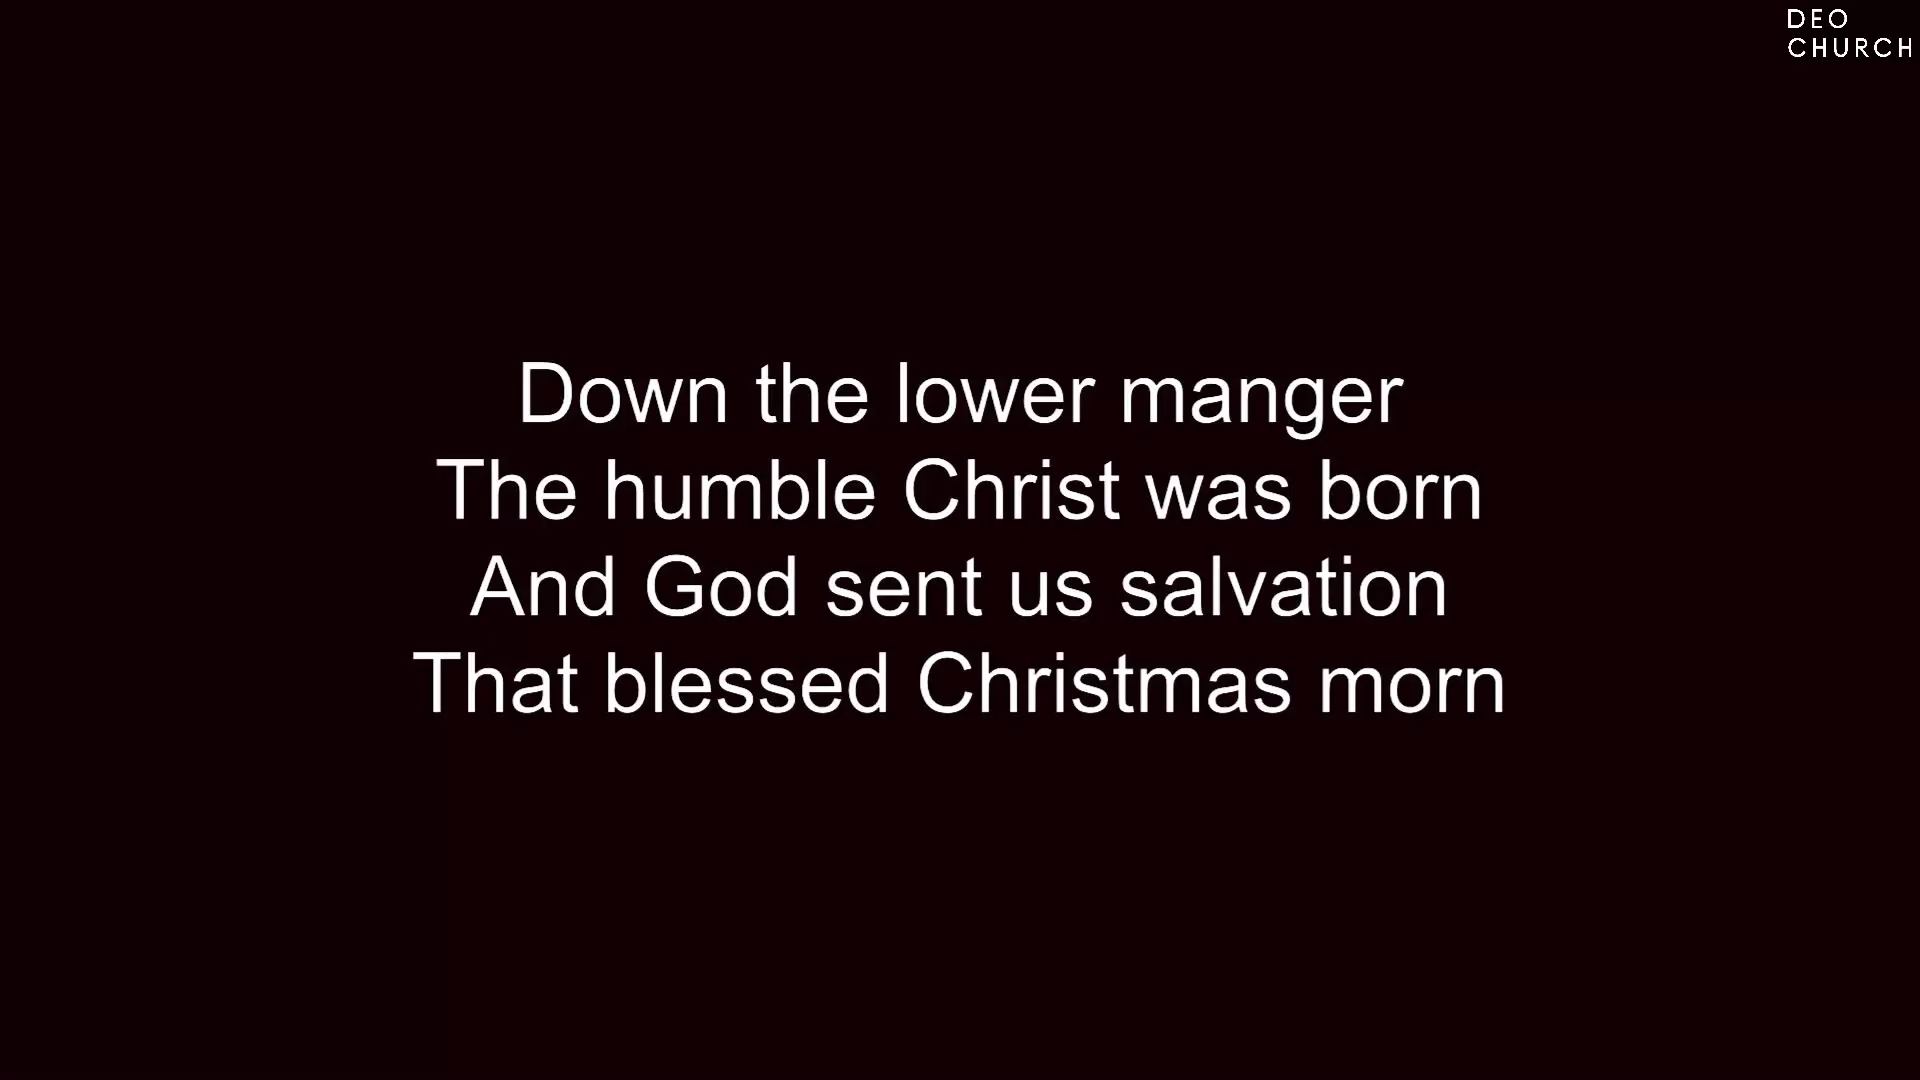 DEO
CHURCH
Down the lower manger
The humble Christ was born
And God sent us salvation
That blessed Christmas morn